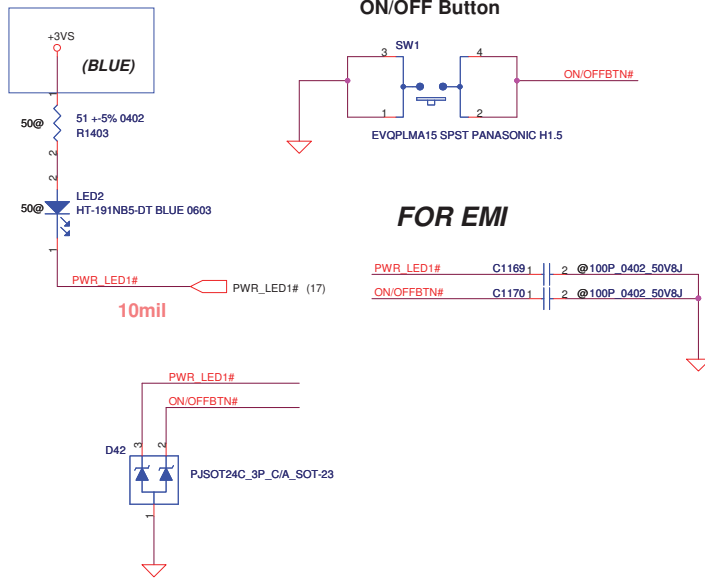 ON/OFF Button
+3VS
(BLUE)
1
50@
51 +-5% 0402
R1403
2
2
50@
LED2
HT-191NB5-DT BLUE 0603
1
PWR_LED1#
PWR_LED1# (17)
10mil
SW1
3
4
1
2
ON/OFFBTN#
EVQPLMA15 SPST PANASONIC H1.5
FOR EMI
PWR_LED1#
C1169 1
2
@100P_0402_50V8J
ON/OFFBTN#
C1170 1
2
@100P_0402_50V8J
PWR_LED1#
ON/OFFBTN#
D42
3
2
PJSOT24C_3P_C/A_SOT-23
1